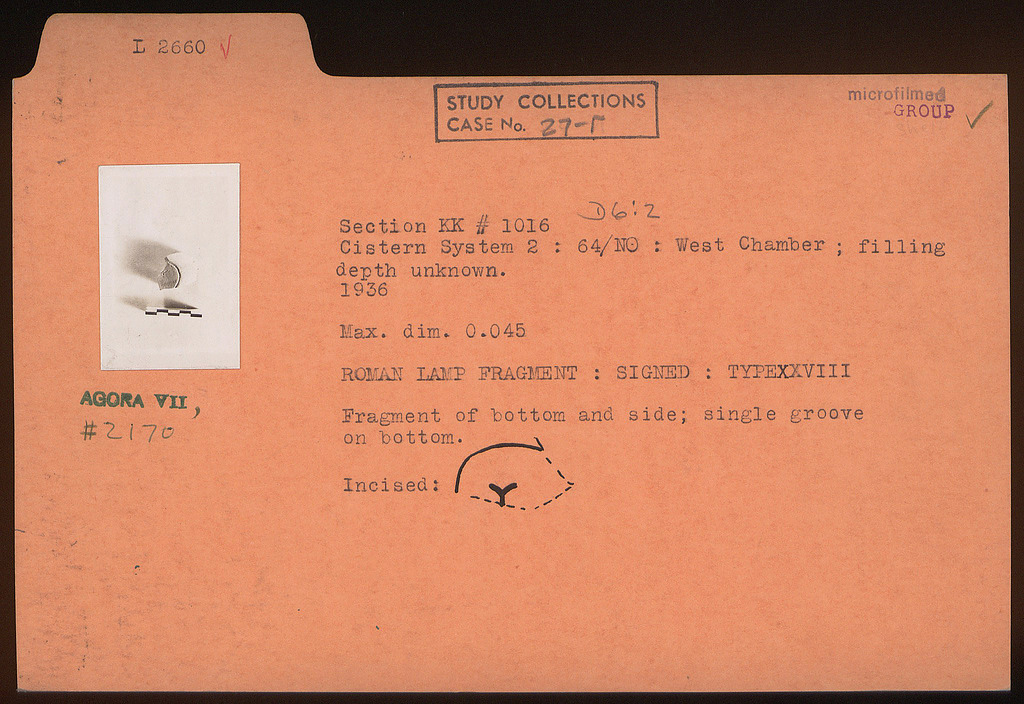 L 2660
STUDY COLLECTIONS
CASE No. 27-Γ
microfilmed
GROUP
D6:2
Section KK # 1016
Cistern System 2 : 64/ΝΟ : West Chamber ; filling
depth unknown.
1936
Max. dim. 0.045
ROMAN LAMP FRAGMENT : SIGNED : TYPEXXVIII
AGORA VII,
#2170
Fragment of bottom and side; single groove
on bottom.
Incised: Υ